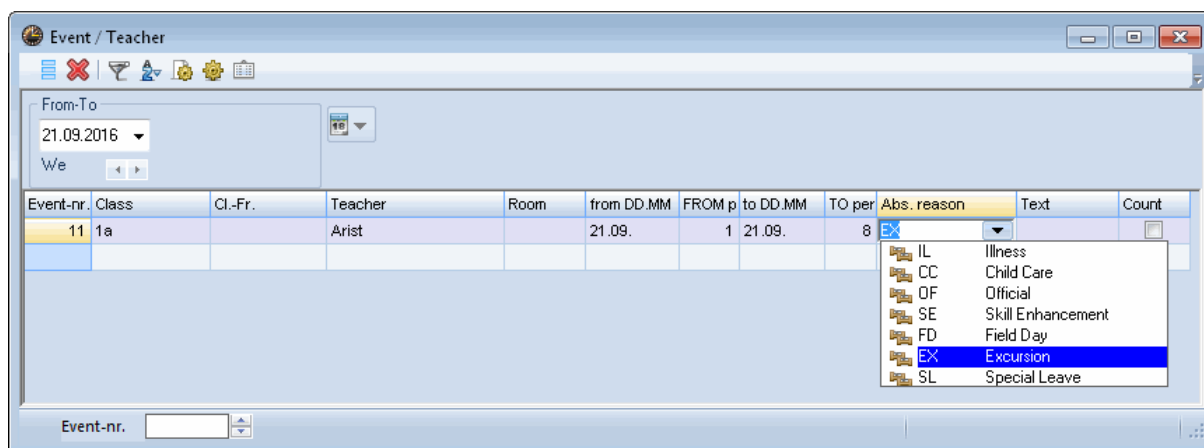 Event / Teacher
From-To
21.09.2016
We
Event-nr. Class Cl.-Fr. Teacher Room from DD.MM FROM p to DD.MM TO per Abs. reason Text Count
11 1a Arist 21.09. 1 21.09. 8 EX
IL Illness
CC Child Care
OF Official
SE Skill Enhancement
FD Field Day
EX Excursion
SL Special Leave
Event-nr.